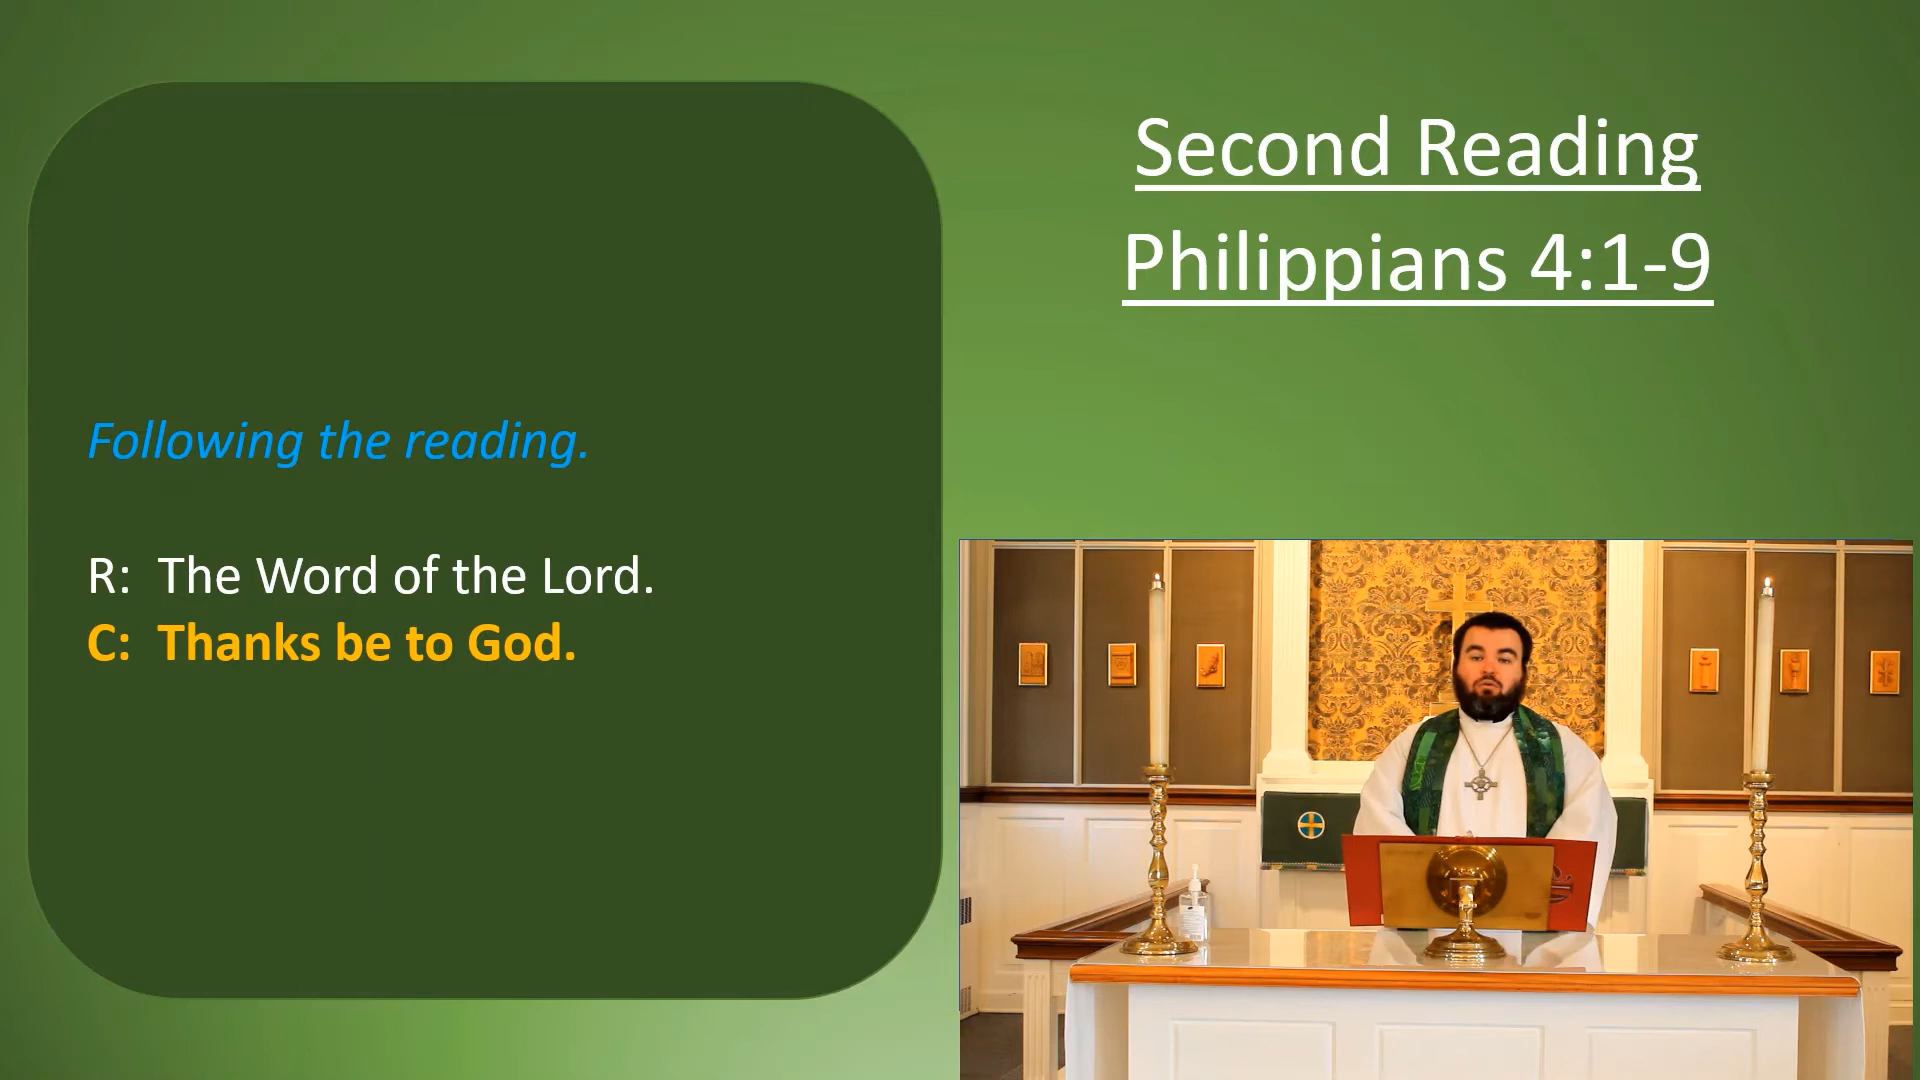 Second Reading
Philippians 4:1-9
Following the reading.
R: The Word of the Lord.
C: Thanks be to God.